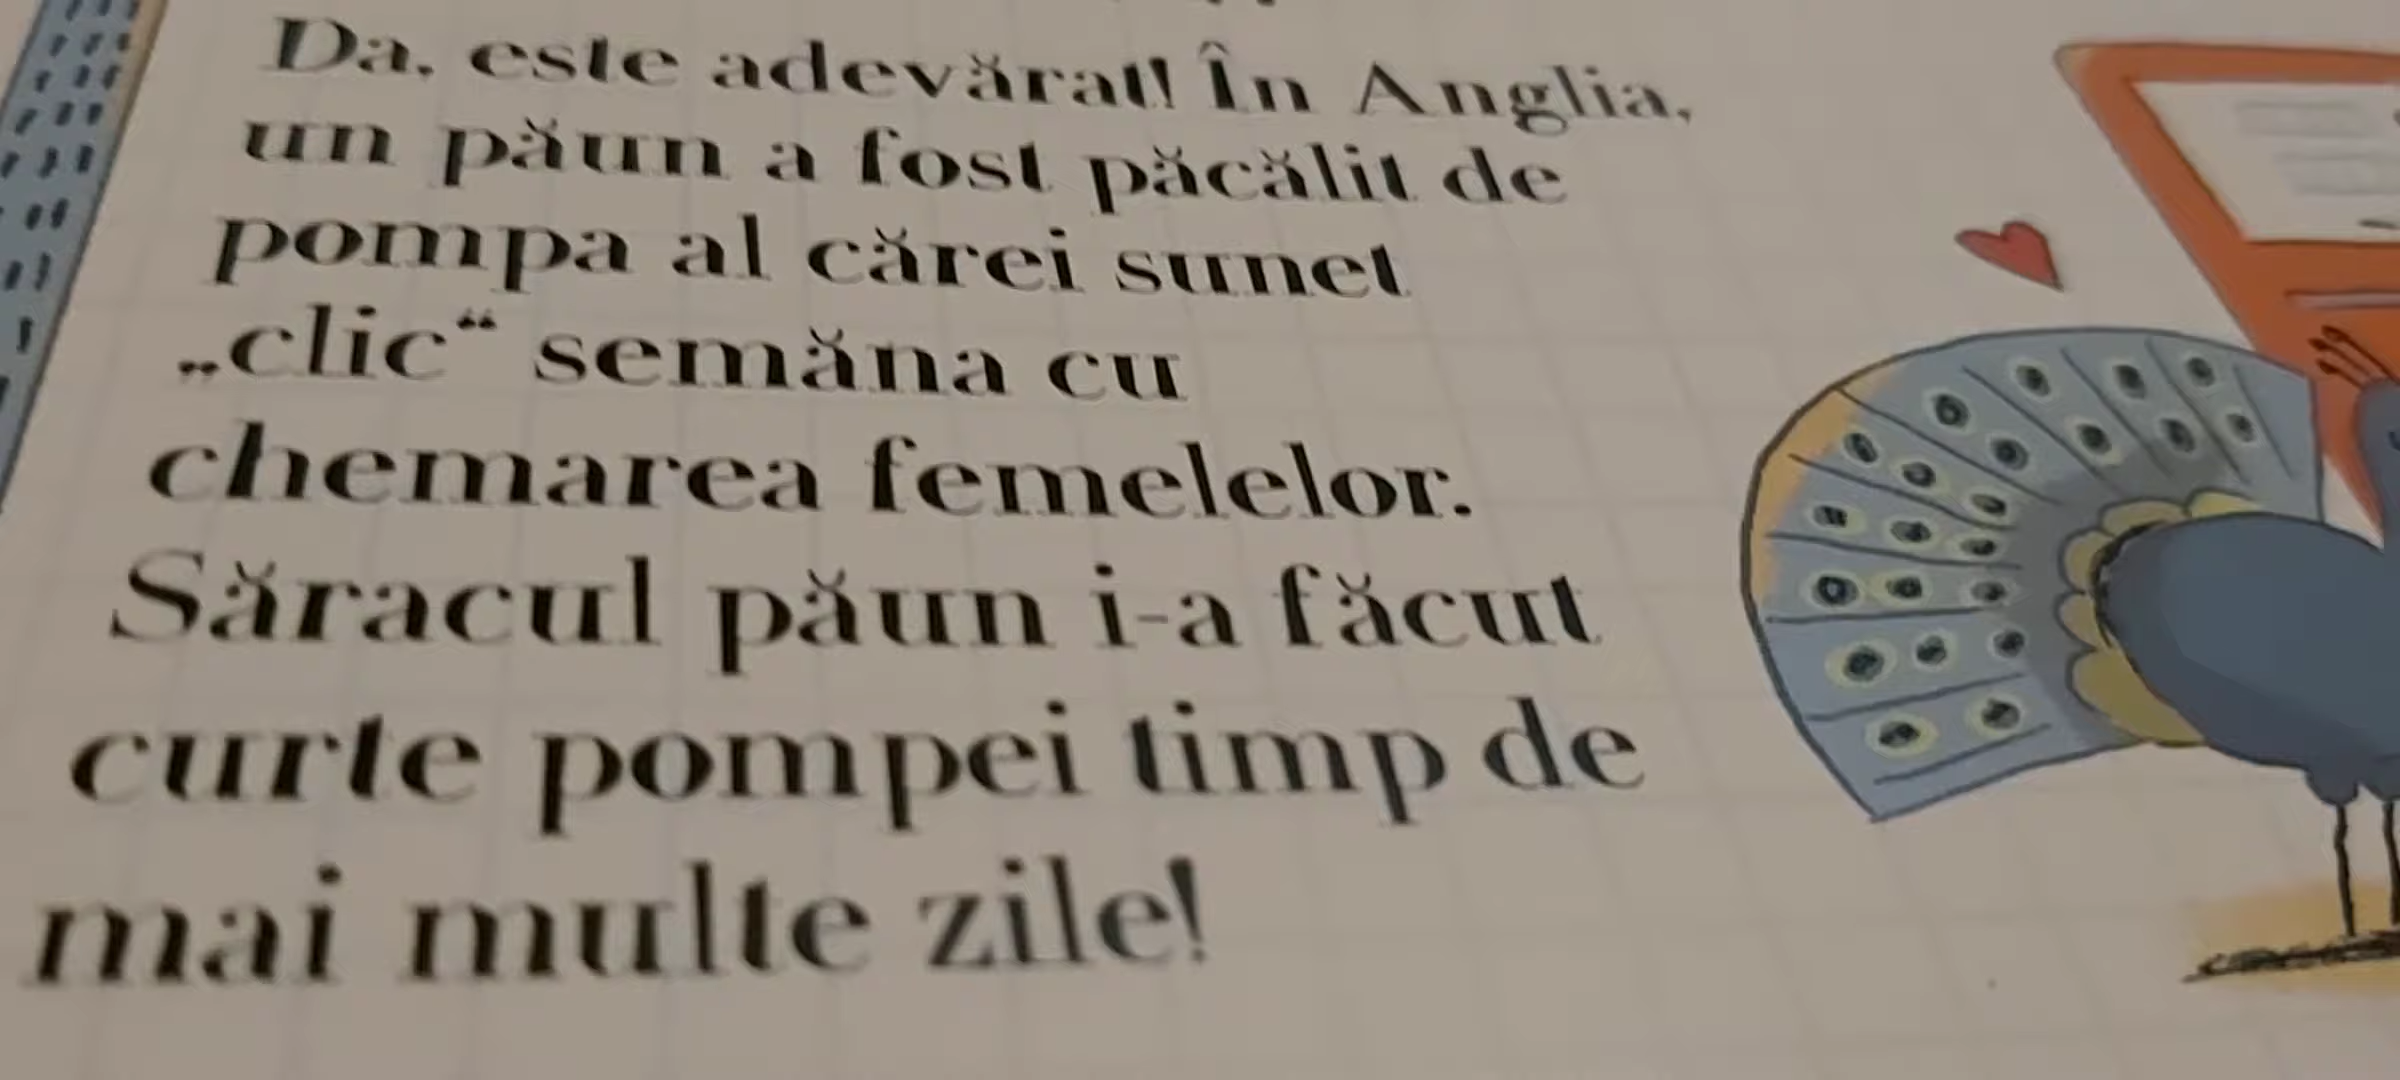 Da, este adevărat! În Anglia,
un păun a fost păcălit de
pompa al cărei sunet
„clic“ semăna cu
chemarea femelelor.
Săracul păun i-a făcut
curte pompei timp de
mai multe zile!